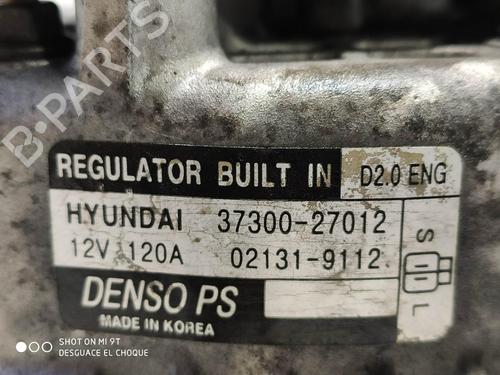 B-PARTS
REGULATOR BUILT IN D2.0 ENG
HYUNDAI 37300-27012
12V 120A 02131-9112
S
L
DENSO PS
MADE IN KOREA
SHOT ON MI 9T
DESGUACE EL CHOQUE